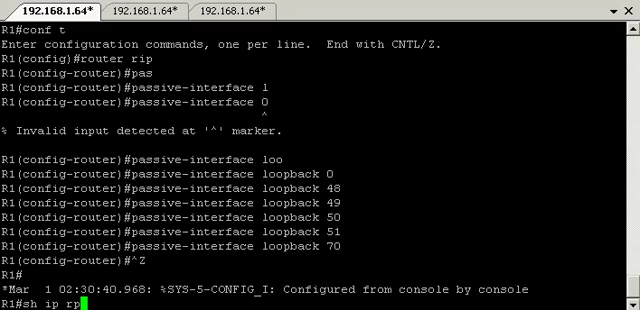 192.168.1.64* 192.168.1.64* 192.168.1.64*
R1#conf t
Enter configuration commands, one per line.  End with CNTL/Z.
R1(config)#router rip
R1(config-router)#pas
R1(config-router)#passive-interface l
R1(config-router)#passive-interface 0
^
% Invalid input detected at '^' marker.
R1(config-router)#passive-interface loo
R1(config-router)#passive-interface loopback 0
R1(config-router)#passive-interface loopback 48
R1(config-router)#passive-interface loopback 49
R1(config-router)#passive-interface loopback 50
R1(config-router)#passive-interface loopback 51
R1(config-router)#passive-interface loopback 70
R1(config-router)#^Z
R1#
*Mar  1 02:30:40.968: %SYS-5-CONFIG_I: Configured from console by console
R1#sh ip rp